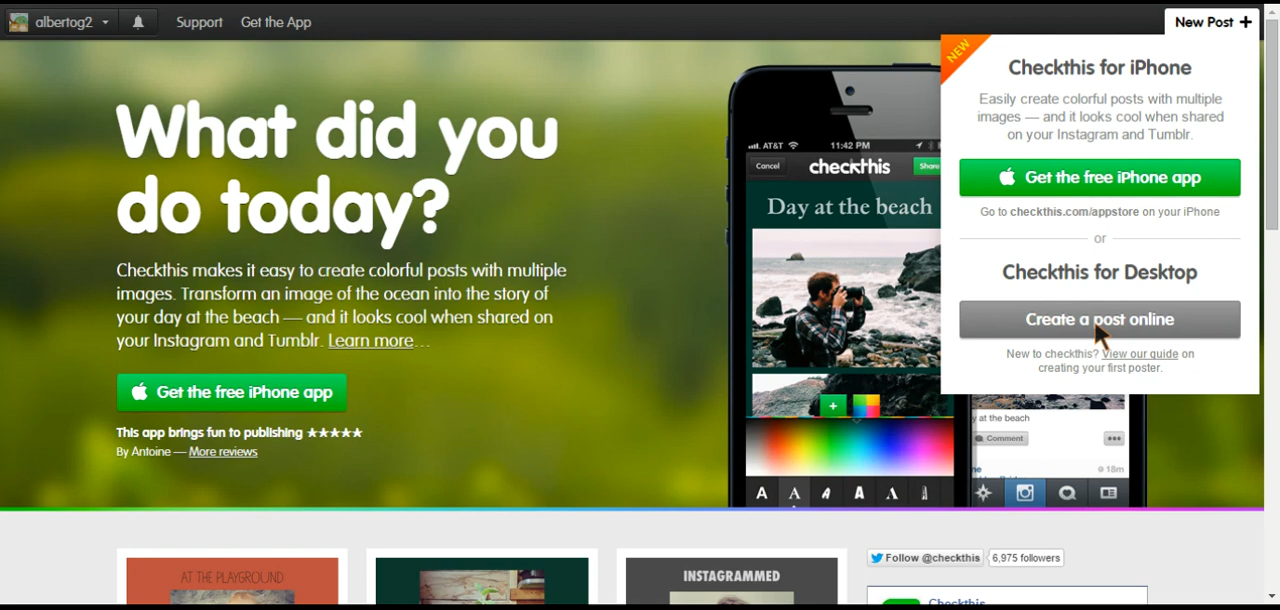 albertog2
Support
Get the App
New Post
What did you
do today?
Checkthis makes it easy to create colorful posts with multiple
images. Transform an image of the ocean into the story of
your day at the beach — and it looks cool when shared on
your Instagram and Tumblr. Learn more…
Get the free iPhone app
This app brings fun to publishing ★★★★★
By Antoine — More reviews
AT&T
11:42 PM
Cancel
checkthis
Share
Day at the beach
A A A A A
NEW
Checkthis for iPhone
Easily create colorful posts with multiple
images — and it looks cool when shared
on your Instagram and Tumblr.
Get the free iPhone app
Go to checkthis.com/appstore on your iPhone
or
Checkthis for Desktop
Create a post online
New to checkthis? View our guide on
creating your first post.
y at the beach
Comment
18m
AT THE PLAYGROUND
INSTAGRAMMED
Follow @checkthis
6,975 followers
Checkthis